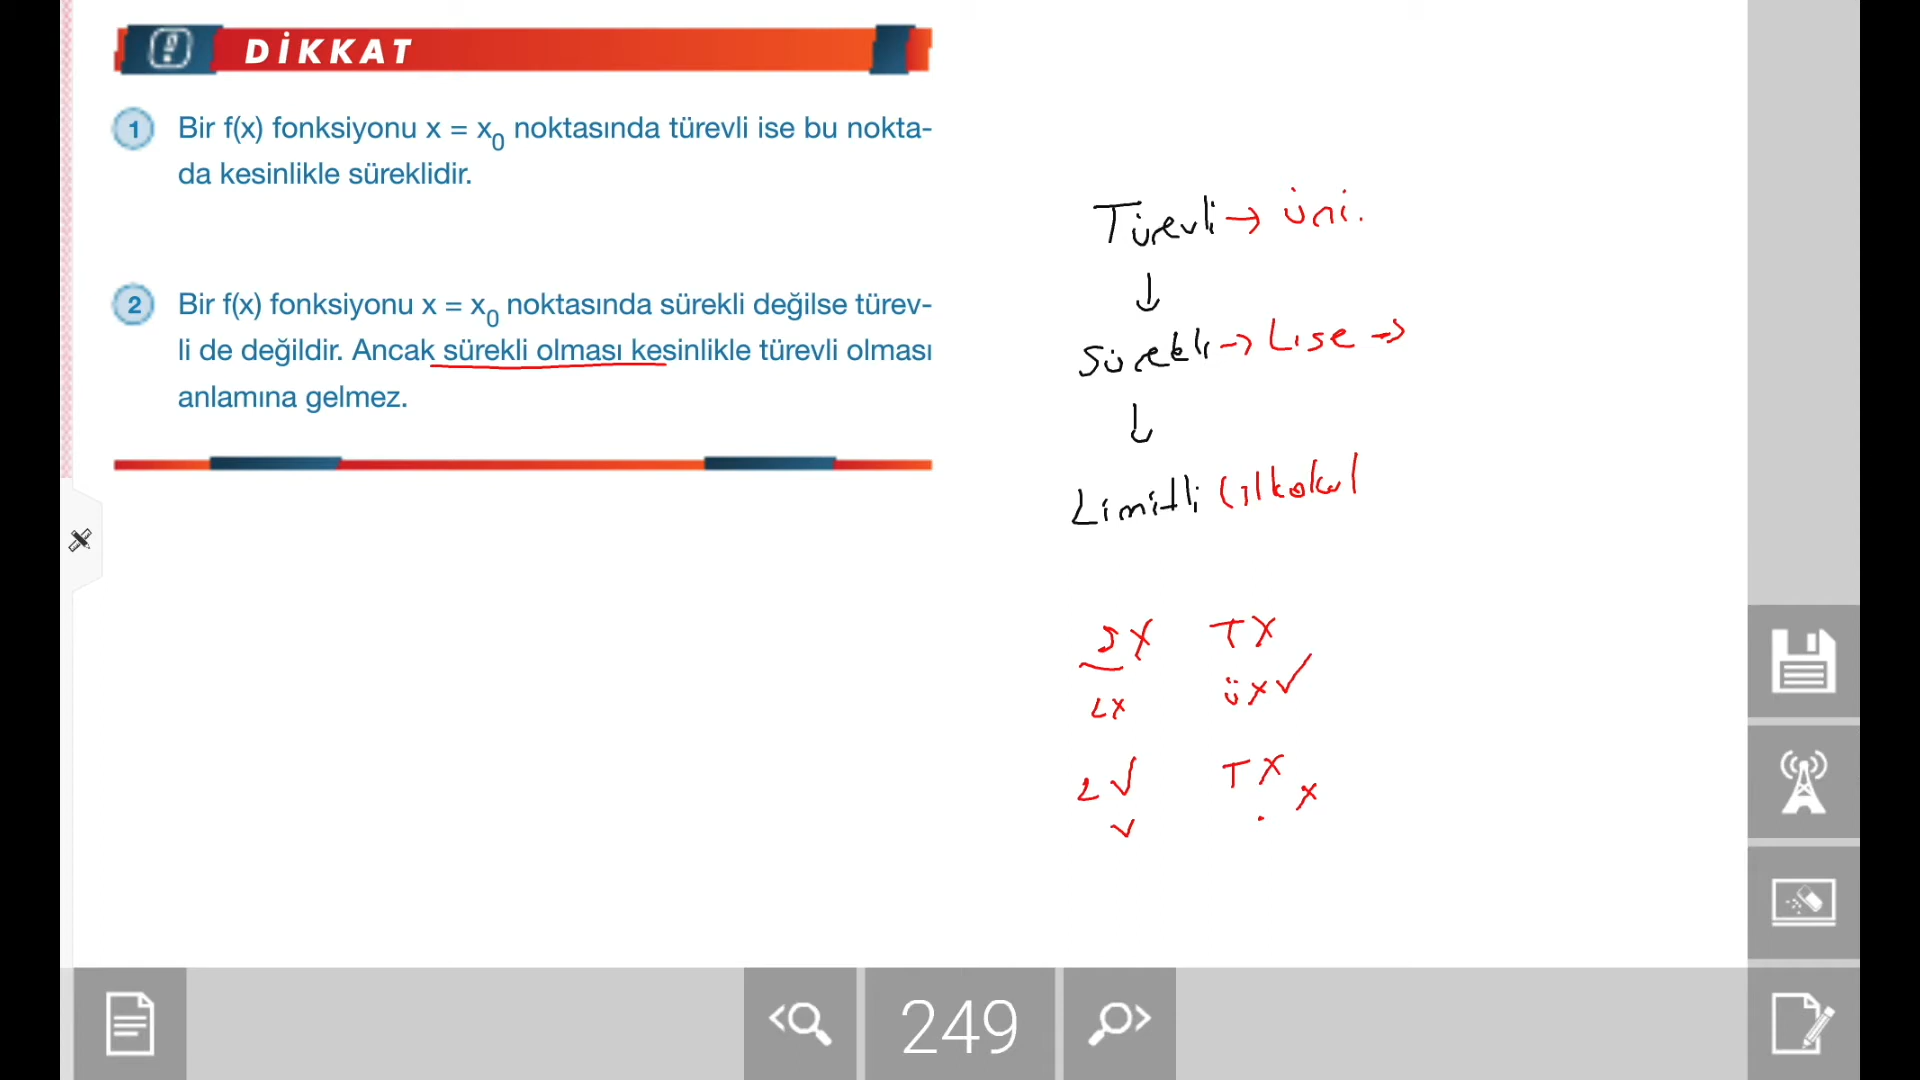 DİKKAT
1 Bir f(x) fonksiyonu x = x₀ noktasında türevli ise bu nokta-
da kesinlikle süreklidir.
2 Bir f(x) fonksiyonu x = x₀ noktasında sürekli değilse türev-
li de değildir. Ancak sürekli olması kesinlikle türevli olması
anlamına gelmez.
Türevli → üni.
↓
Sürekli → Lise →
↓
Limitli (ilkokul
S X T X
L X ü X ✓
L ✓ T X
✓ X
249